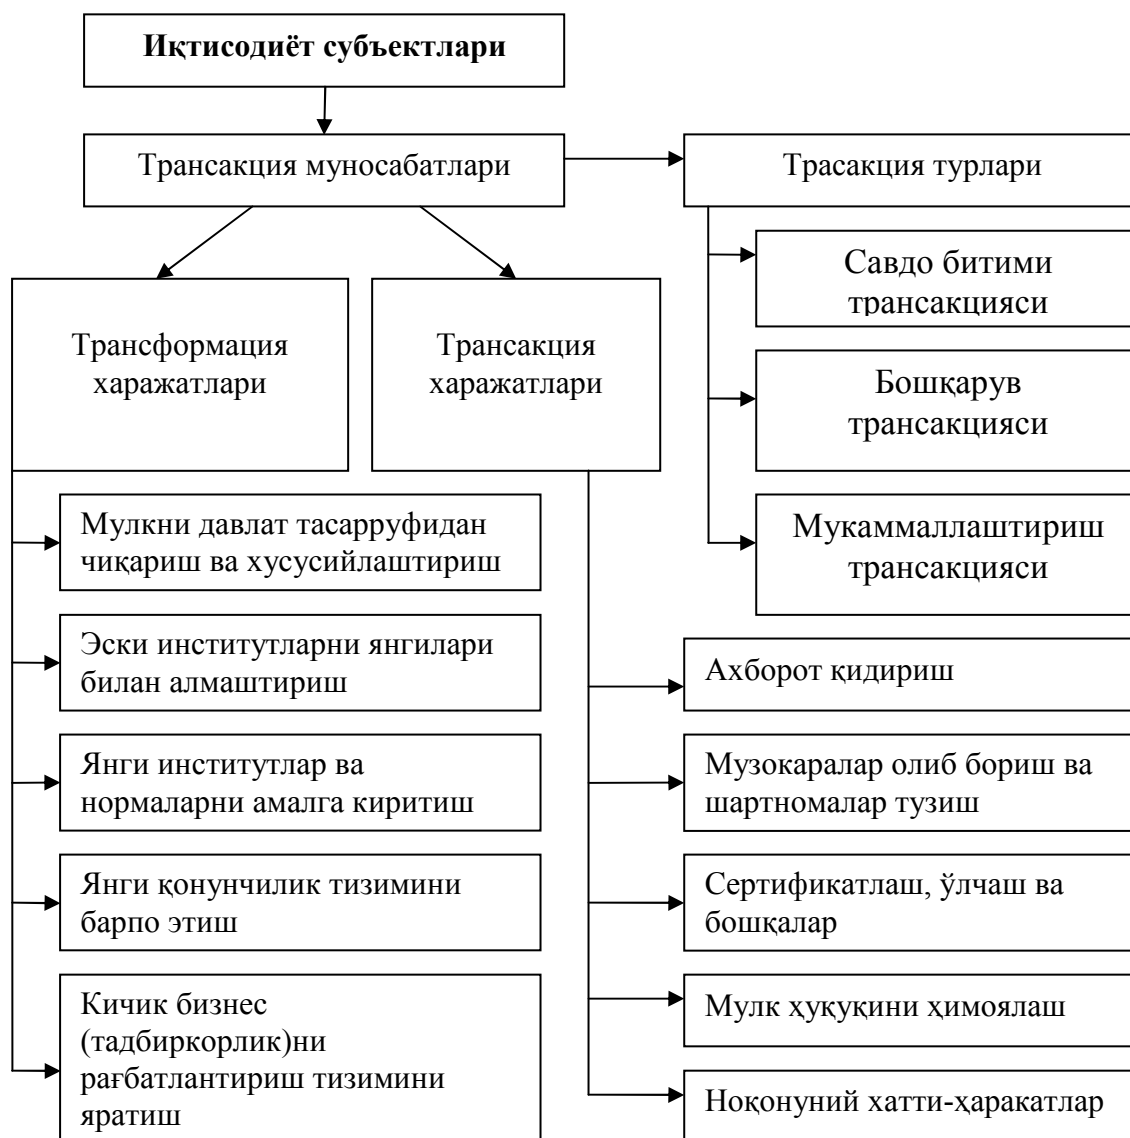 Иқтисодиёт субъектлари
Трансакция муносабатлари
Трасакция турлари
Савдо битими
трансакцияси
Бошқарув
трансакцияси
Мукаммаллаштириш
трансакцияси
Трансформация
харажатлари
Трансакция
харажатлари
Мулкни давлат тасарруфидан
чиқариш ва хусусийлаштириш
Эски институтларни янгилари
билан алмаштириш
Янги институтлар ва
нормаларни амалга киритиш
Янги қонунчилик тизимини
барпо этиш
Кичик бизнес
(тадбиркорлик)ни
рағбатлантириш тизимини
яратиш
Ахборот қидириш
Музокаралар олиб бориш ва
шартномалар тузиш
Сертификатлаш, ўлчаш ва
бошқалар
Мулк ҳуқуқини ҳимоялаш
Ноқонуний хатти-ҳаракатлар